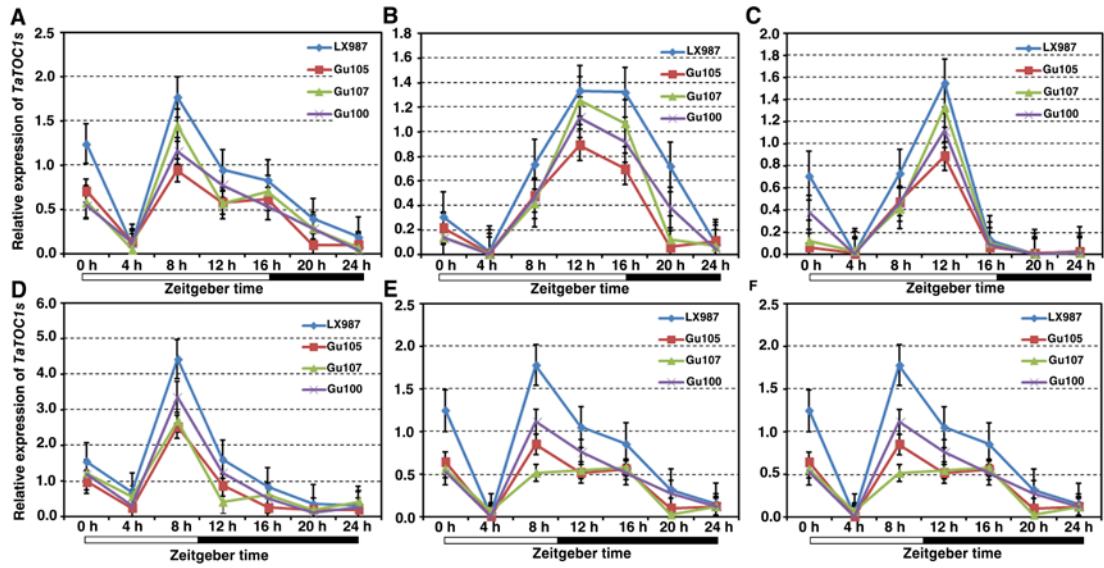 A
B
C
Relative expression of TaTOC1s
2.5
2.0
1.5
1.0
0.5
0.0
LX987
Gu105
Gu107
Gu100
0 h 4 h 8 h 12 h 16 h 20 h 24 h
Zeitgeber time
1.8
1.6
1.4
1.2
1.0
0.8
0.6
0.4
0.2
0.0
LX987
Gu105
Gu107
Gu100
0 h 4 h 8 h 12 h 16 h 20 h 24 h
Zeitgeber time
2.0
1.8
1.6
1.4
1.2
1.0
0.8
0.6
0.4
0.2
0.0
LX987
Gu105
Gu107
Gu100
0 h 4 h 8 h 12 h 16 h 20 h 24 h
Zeitgeber time
D
E
F
Relative expression of TaTOC1s
6.0
5.0
4.0
3.0
2.0
1.0
0.0
LX987
Gu105
Gu107
Gu100
0 h 4 h 8 h 12 h 16 h 20 h 24 h
Zeitgeber time
2.5
2.0
1.5
1.0
0.5
0.0
LX987
Gu105
Gu107
Gu100
0 h 4 h 8 h 12 h 16 h 20 h 24 h
Zeitgeber time
2.5
2.0
1.5
1.0
0.5
0.0
LX987
Gu105
Gu107
Gu100
0 h 4 h 8 h 12 h 16 h 20 h 24 h
Zeitgeber time